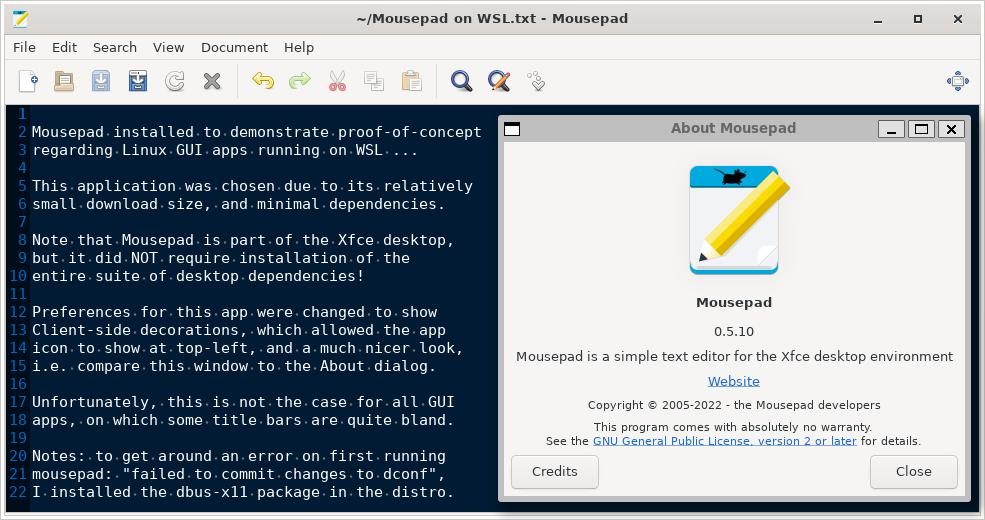 ~/Mousepad on WSL.txt - Mousepad
File Edit Search View Document Help
1
2 Mousepad installed to demonstrate proof-of-concept
3 regarding Linux GUI apps running on WSL ...
4
5 This application was chosen due to its relatively
6 small download size, and minimal dependencies.
7
8 Note that Mousepad is part of the Xfce desktop,
9 but it did NOT require installation of the
10 entire suite of desktop dependencies!
11
12 Preferences for this app were changed to show
13 Client-side decorations, which allowed the app
14 icon to show at top-left, and a much nicer look,
15 i.e. compare this window to the About dialog.
16
17 Unfortunately, this is not the case for all GUI
18 apps, on which some title bars are quite bland.
19
20 Notes: to get around an error on first running
21 mousepad: "failed to commit changes to dconf",
22 I installed the dbus-x11 package in the distro.
About Mousepad
Mousepad
0.5.10
Mousepad is a simple text editor for the Xfce desktop environment
Website
Copyright © 2005-2022 - the Mousepad developers
This program comes with absolutely no warranty.
See the GNU General Public License, version 2 or later for details.
Credits Close